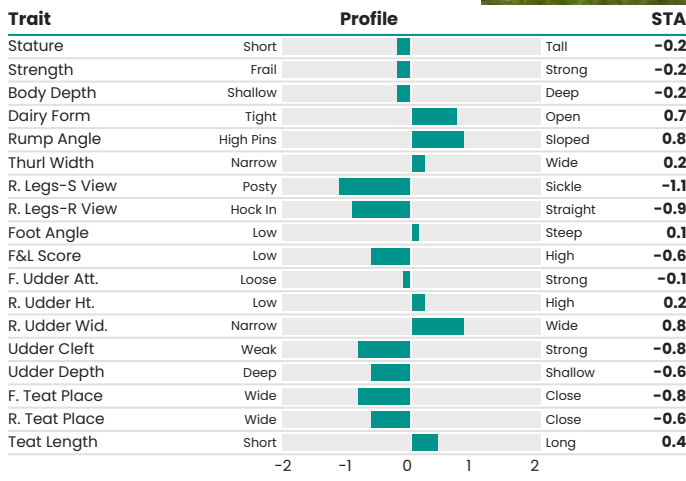 Trait Profile STA
Stature Short Tall -0.2
Strength Frail Strong -0.2
Body Depth Shallow Deep -0.2
Dairy Form Tight Open 0.7
Rump Angle High Pins Sloped 0.8
Thurl Width Narrow Wide 0.2
R. Legs-S View Posty Sickle -1.1
R. Legs-R View Hock In Straight -0.9
Foot Angle Low Steep 0.1
F&L Score Low High -0.6
F. Udder Att. Loose Strong -0.1
R. Udder Ht. Low High 0.2
R. Udder Wid. Narrow Wide 0.8
Udder Cleft Weak Strong -0.8
Udder Depth Deep Shallow -0.6
F. Teat Place Wide Close -0.8
R. Teat Place Wide Close -0.6
Teat Length Short Long 0.4
-2 -1 0 1 2